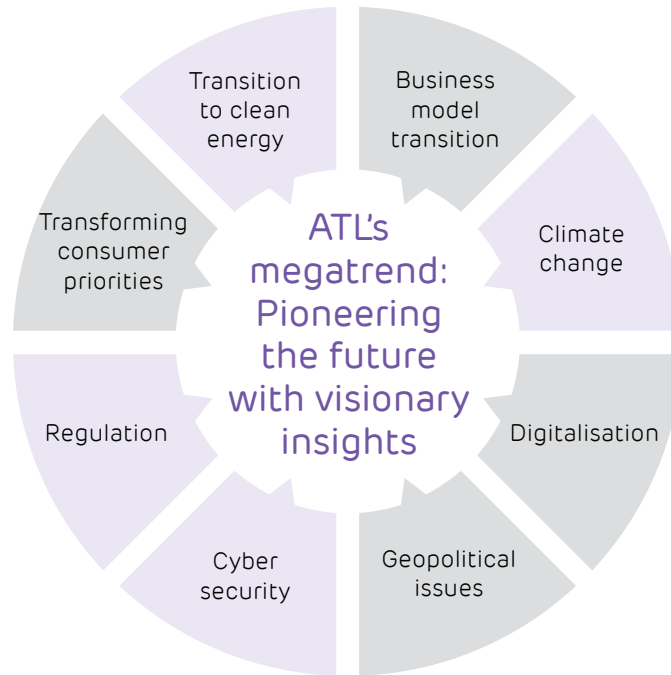 Transition
to clean
energy
Business
model
transition
Transforming
consumer
priorities
ATL's
megatrend:
Pioneering
the future
with visionary
insights
Climate
change
Regulation
Digitalisation
Cyber
security
Geopolitical
issues